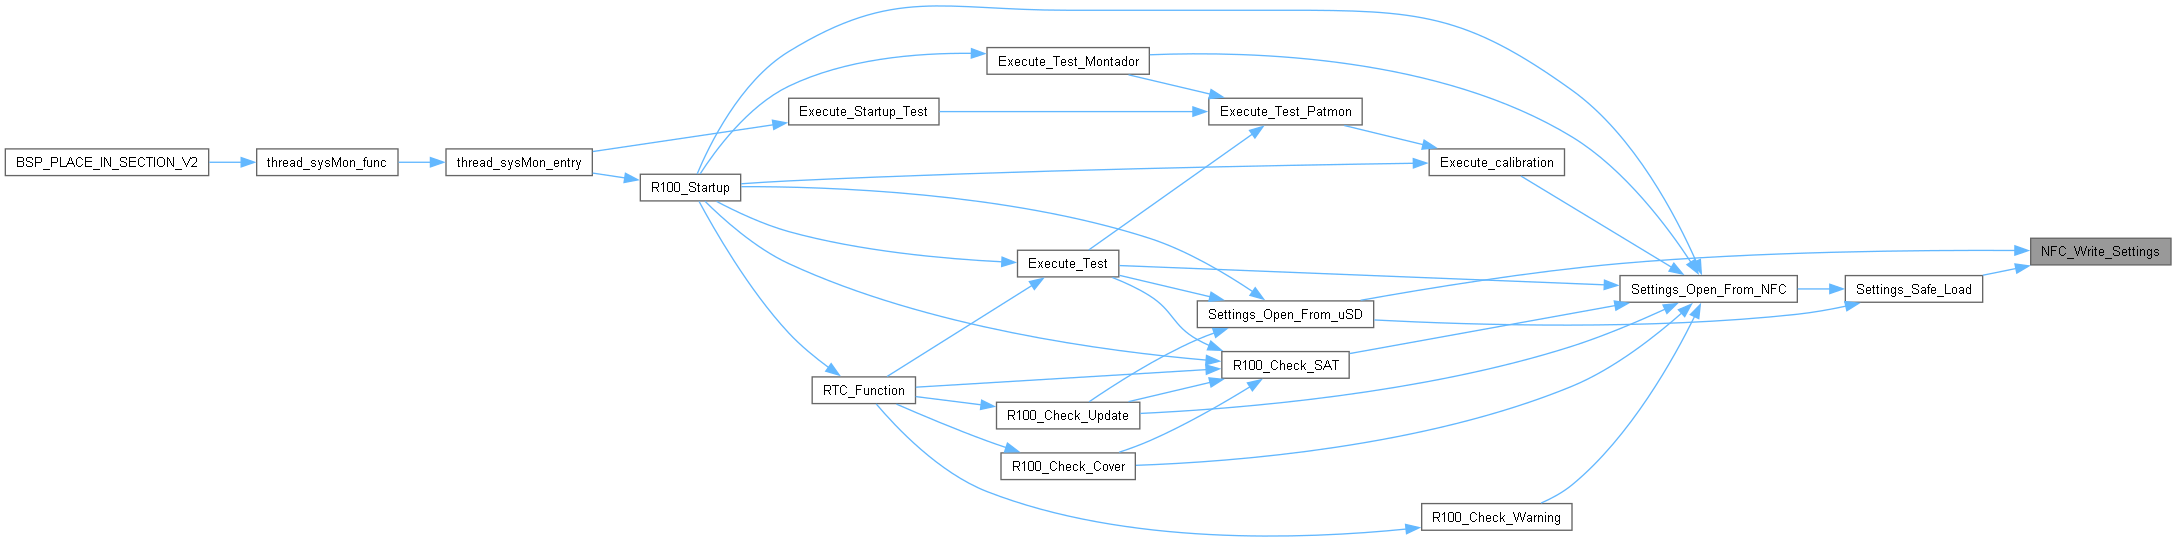 Execute_Test_Montador
Execute_Startup_Test
Execute_Test_Patmon
BSP_PLACE_IN_SECTION_V2
thread_sysMon_func
thread_sysMon_entry
Execute_calibration
R100_Startup
NFC_Write_Settings
Execute_Test
Settings_Open_From_NFC
Settings_Safe_Load
Settings_Open_From_uSD
R100_Check_SAT
RTC_Function
R100_Check_Update
R100_Check_Cover
R100_Check_Warning